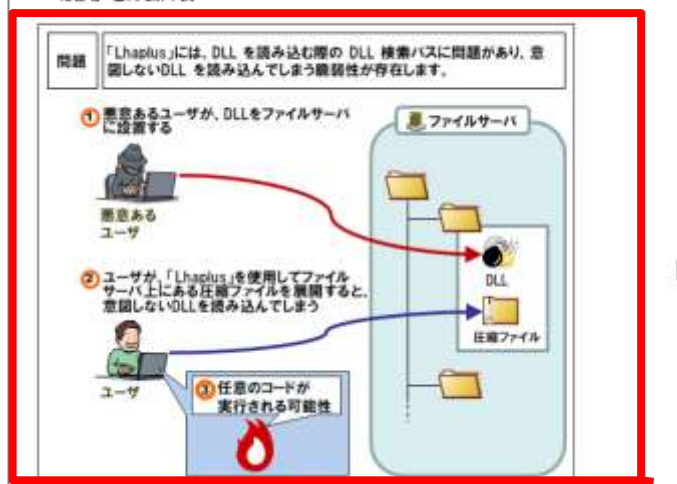 問題
「Lhaplus」には、DLL を読み込む際の DLL 検索パスに問題があり、意
図しないDLL を読み込んでしまう脆弱性が存在します。
① 悪意あるユーザが、DLLをファイルサーバ
に設置する
ファイルサーバ
悪意ある
ユーザ
DLL
② ユーザが、「Lhaplus」を使用してファイル
サーバ上にある圧縮ファイルを展開すると、
意図しないDLLを読み込んでしまう
圧縮ファイル
ユーザ
③ 任意のコードが
実行される可能性